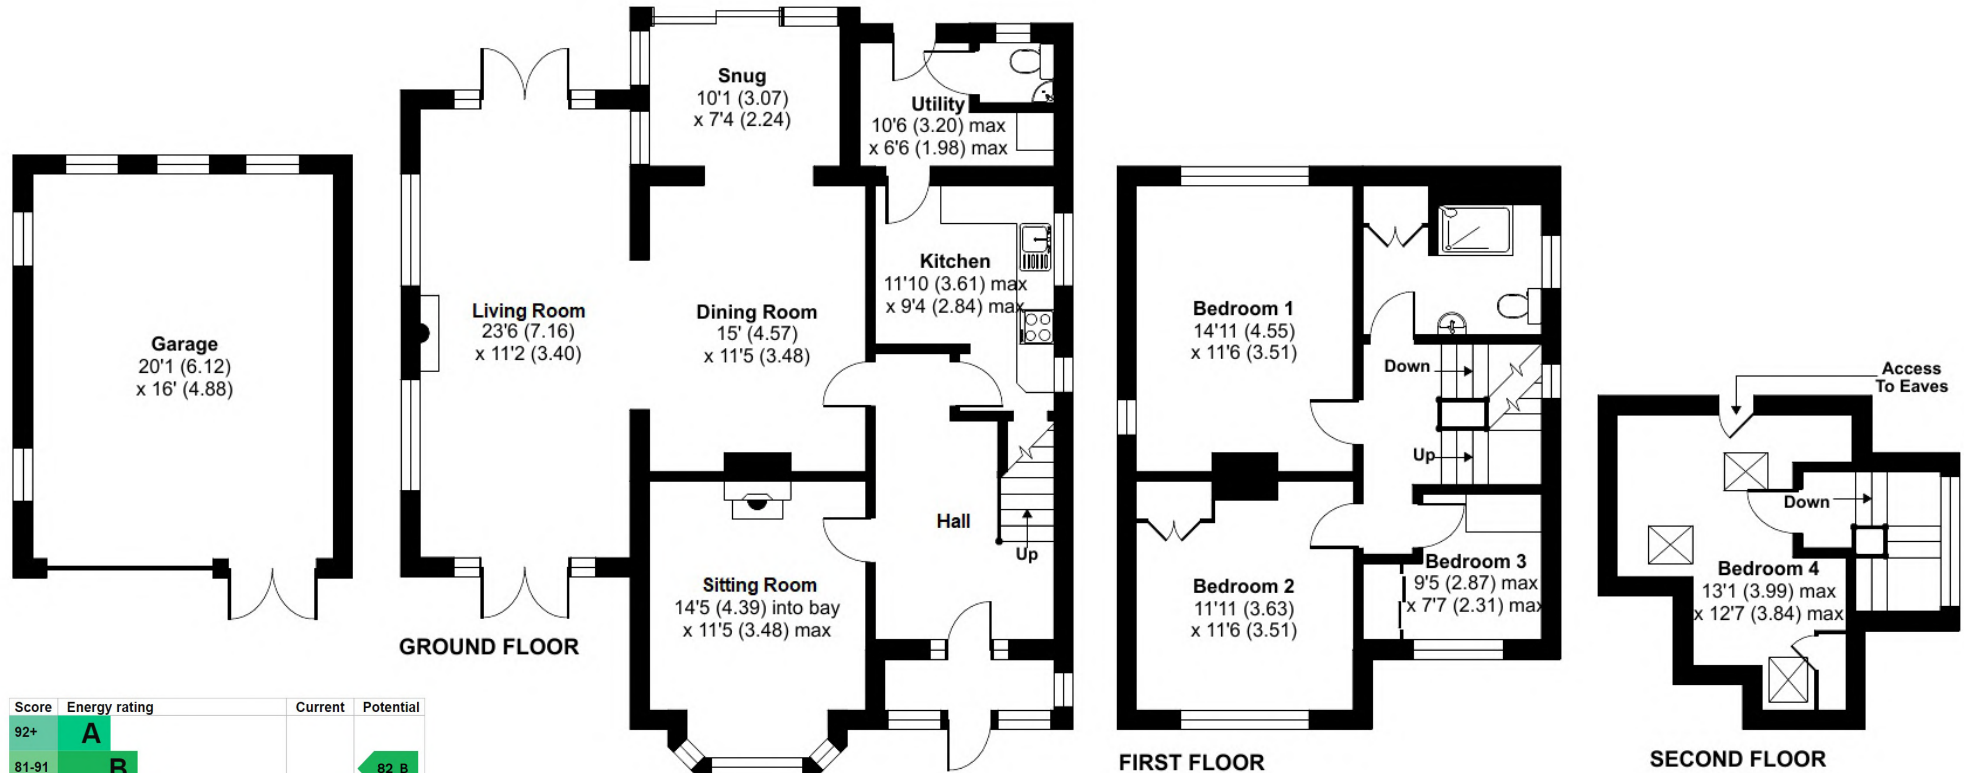 Garage
20'1 (6.12)
x 16' (4.88)
Living Room
23'6 (7.16)
x 11'2 (3.40)
Snug
10'1 (3.07)
x 7'4 (2.24)
Utility
10'6 (3.20) max
x 6'6 (1.98) max
Kitchen
11'10 (3.61) max
x 9'4 (2.84) max
Dining Room
15' (4.57)
x 11'5 (3.48)
Hall
Up
Sitting Room
14'5 (4.39) into bay
x 11'5 (3.48) max
GROUND FLOOR
Bedroom 1
14'11 (4.55)
x 11'6 (3.51)
Down
Up
Bedroom 2
11'11 (3.63)
x 11'6 (3.51)
Bedroom 3
9'5 (2.87) max
x 7'7 (2.31) max
FIRST FLOOR
Access
To Eaves
Down
Bedroom 4
13'1 (3.99) max
x 12'7 (3.84) max
SECOND FLOOR
Score Energy rating Current Potential
92+ A
81-91 B 82 B